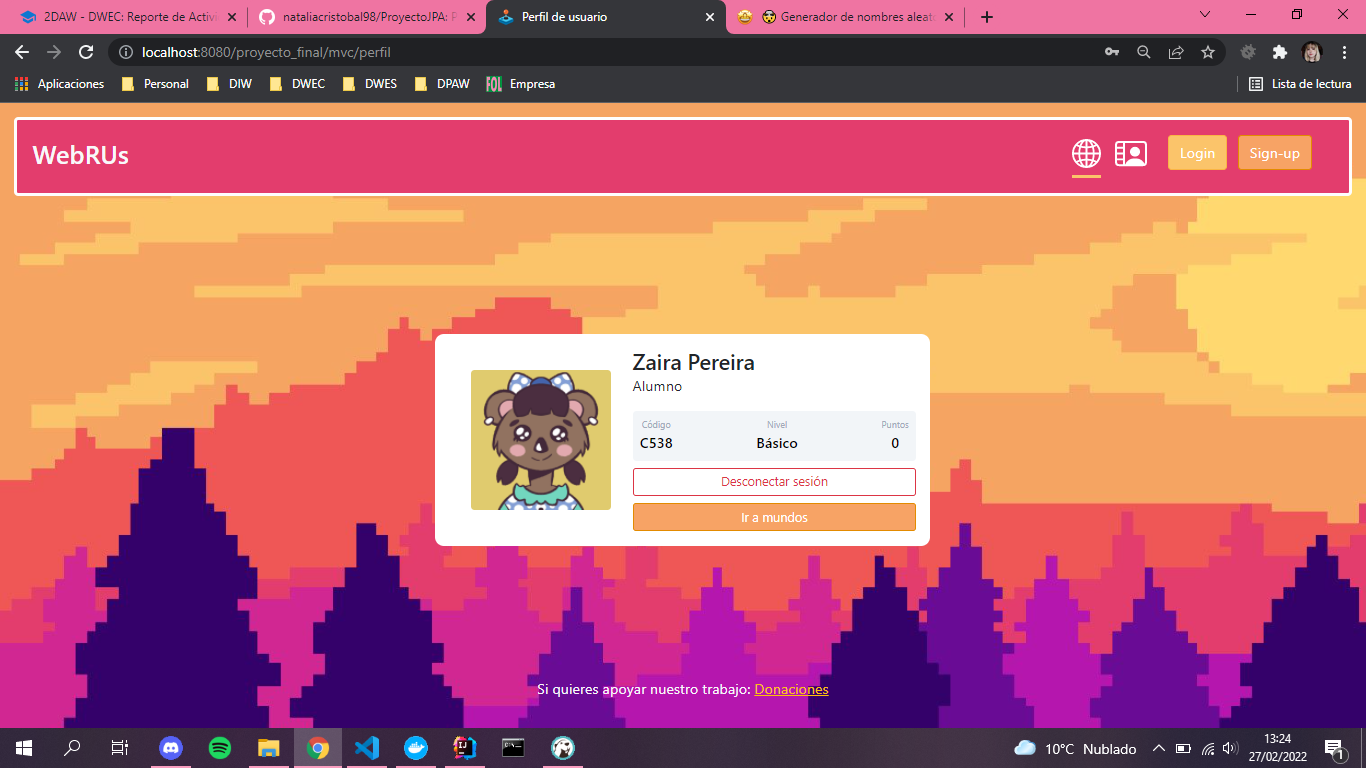 2DAW - DWEC: Reporte de Activi
nataliacristobal98/ProyectoJPA: P
Perfil de usuario
Generador de nombres aleato
localhost:8080/proyecto_final/mvc/perfil
Aplicaciones
Personal
DIW
DWEC
DWES
DPAW
FOL
Empresa
Lista de lectura
WebRUs
Login
Sign-up
Zaira Pereira
Alumno
Código Nivel Puntos
C538 Básico 0
Desconectar sesión
Ir a mundos
Si quieres apoyar nuestro trabajo: Donaciones
IJ
10°C Nublado
13:24
27/02/2022
1